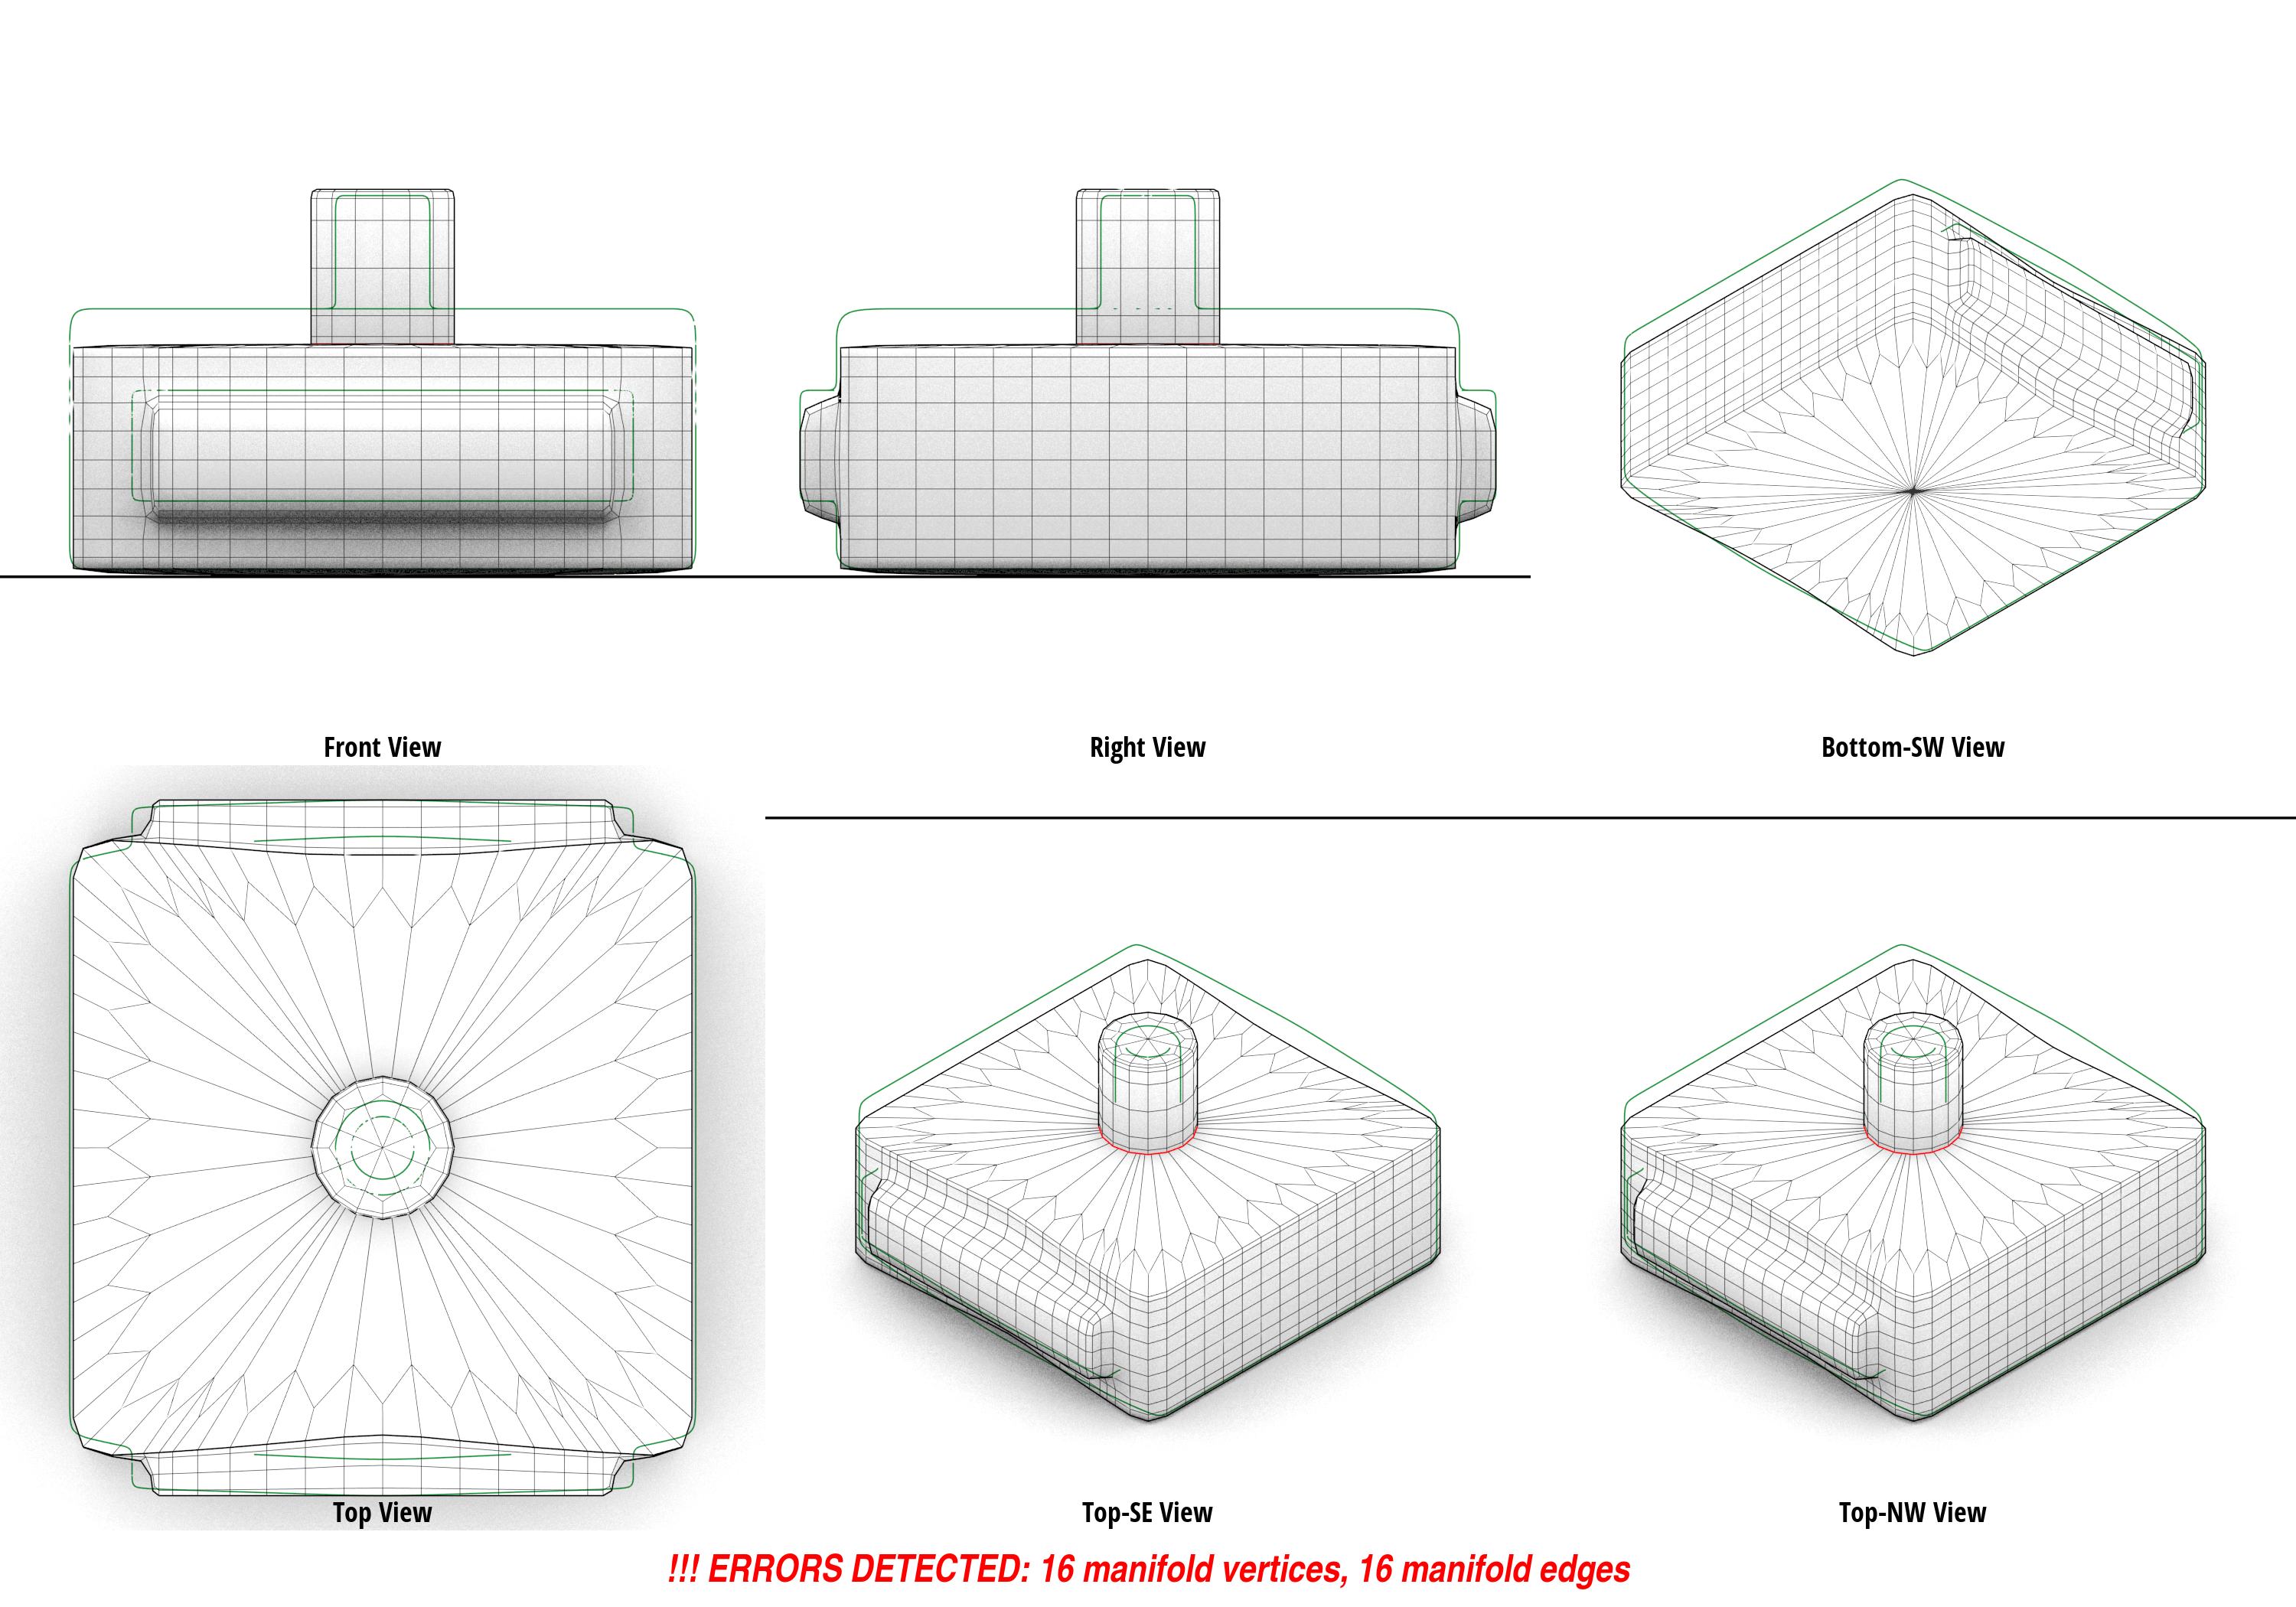 Front View
Right View
Bottom-SW View
Top View
Top-SE View
Top-NW View
!!! ERRORS DETECTED: 16 manifold vertices, 16 manifold edges